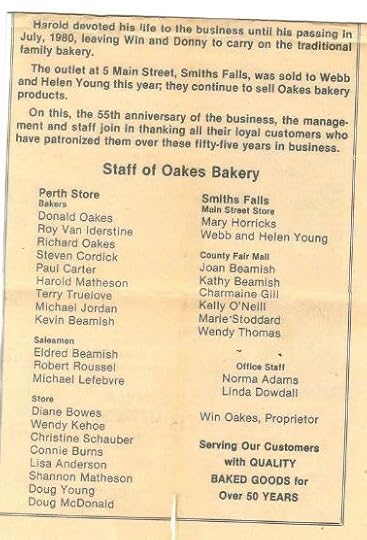 Harold devoted his life to the business until his passing in
July, 1980, leaving Win and Donny to carry on the traditional
family bakery.
The outlet at 5 Main Street, Smiths Falls, was sold to Webb
and Helen Young this year; they continue to sell Oakes bakery
products.
On this, the 55th anniversary of the business, the manage-
ment and staff join in thanking all their loyal customers who
have patronized them over these fifty-five years in business.
Staff of Oakes Bakery
Perth Store
Bakers
Donald Oakes
Roy Van Iderstine
Richard Oakes
Steven Cordick
Paul Carter
Harold Matheson
Terry Truelove
Michael Jordan
Kevin Beamish
Salesmen
Eldred Beamish
Robert Roussel
Michael Lefebvre
Store
Diane Bowes
Wendy Kehoe
Christine Schauber
Connie Burns
Lisa Anderson
Shannon Matheson
Doug Young
Doug McDonald
Smiths Falls
Main Street Store
Mary Horricks
Webb and Helen Young
County Fair Mall
Joan Beamish
Kathy Beamish
Charmaine Gill
Kelly O'Neill
Marie Stoddard
Wendy Thomas
Office Staff
Norma Adams
Linda Dowdall
Win Oakes, Proprietor
Serving Our Customers
with QUALITY
BAKED GOODS for
Over 50 YEARS